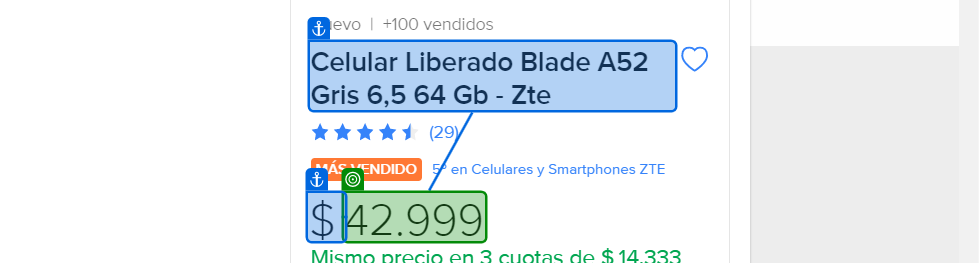 uevo | +100 vendidos
Celular Liberado Blade A52
Gris 6,5 64 Gb - Zte
(29)
MÁS VENDIDO 5º en Celulares y Smartphones ZTE
$ 42.999
Mismo precio en 3 cuotas de $ 14.333